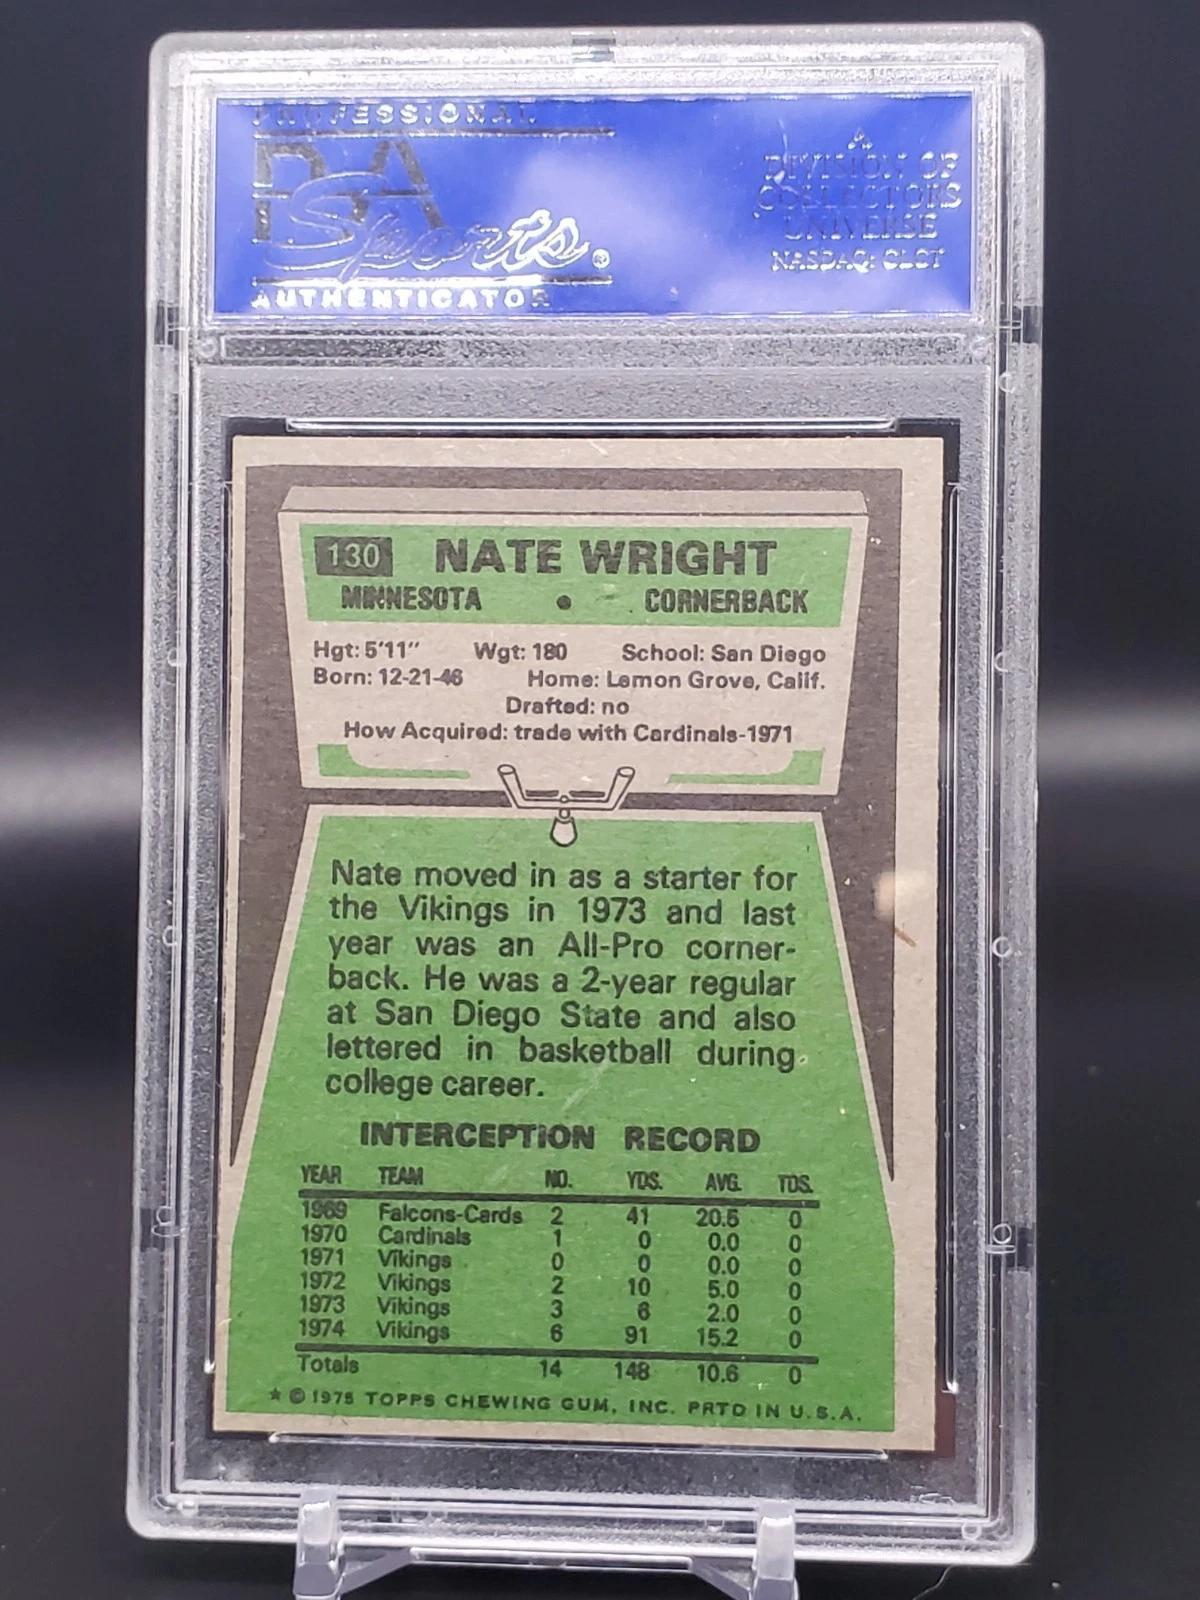 PROFESSIONAL
PSA
Sports®
AUTHENTICATOR
A
DIVISION OF
COLLECTORS
UNIVERSE
NASDAQ: CLCT
130 NATE WRIGHT
MINNESOTA • CORNERBACK
Hgt: 5'11" Wgt: 180 School: San Diego
Born: 12-21-46 Home: Lemon Grove, Calif.
Drafted: no
How Acquired: trade with Cardinals-1971
Nate moved in as a starter for
the Vikings in 1973 and last
year was an All-Pro corner-
back. He was a 2-year regular
at San Diego State and also
lettered in basketball during
college career.
INTERCEPTION RECORD
YEAR TEAM NO. YDS. AVG. TDS.
1969 Falcons-Cards 2 41 20.5 0
1970 Cardinals 1 0 0.0 0
1971 Vikings 0 0 0.0 0
1972 Vikings 2 10 5.0 0
1973 Vikings 3 6 2.0 0
1974 Vikings 6 91 15.2 0
Totals 14 148 10.6 0
★ © 1975 TOPPS CHEWING GUM, INC. PRTD IN U.S.A.